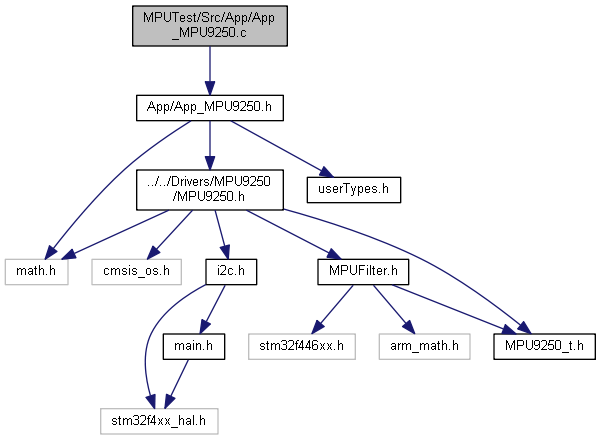 MPUTest/Src/App/App
_MPU9250.c
App/App_MPU9250.h
../../Drivers/MPU9250
/MPU9250.h
userTypes.h
math.h
cmsis_os.h
i2c.h
MPUFilter.h
main.h
stm32f446xx.h
arm_math.h
MPU9250_t.h
stm32f4xx_hal.h